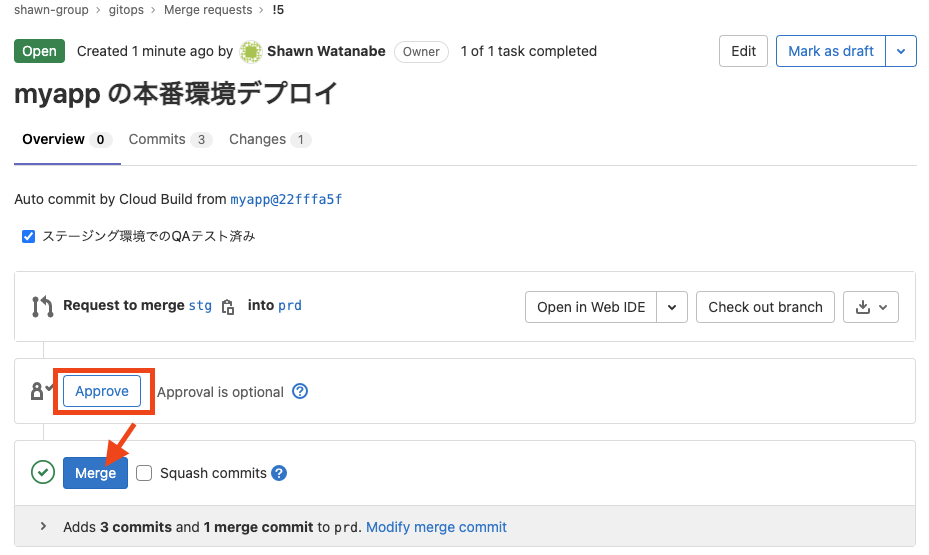 shawn-group > gitops > Merge requests > !5
Open Created 1 minute ago by Shawn Watanabe Owner 1 of 1 task completed Edit Mark as draft
myapp の本番環境デプロイ
Overview 0 Commits 3 Changes 1
Auto commit by Cloud Build from myapp@22fffa5f
ステージング環境でのQAテスト済み
Request to merge stg into prd Open in Web IDE Check out branch
Approve Approval is optional ?
Merge Squash commits ?
> Adds 3 commits and 1 merge commit to prd. Modify merge commit